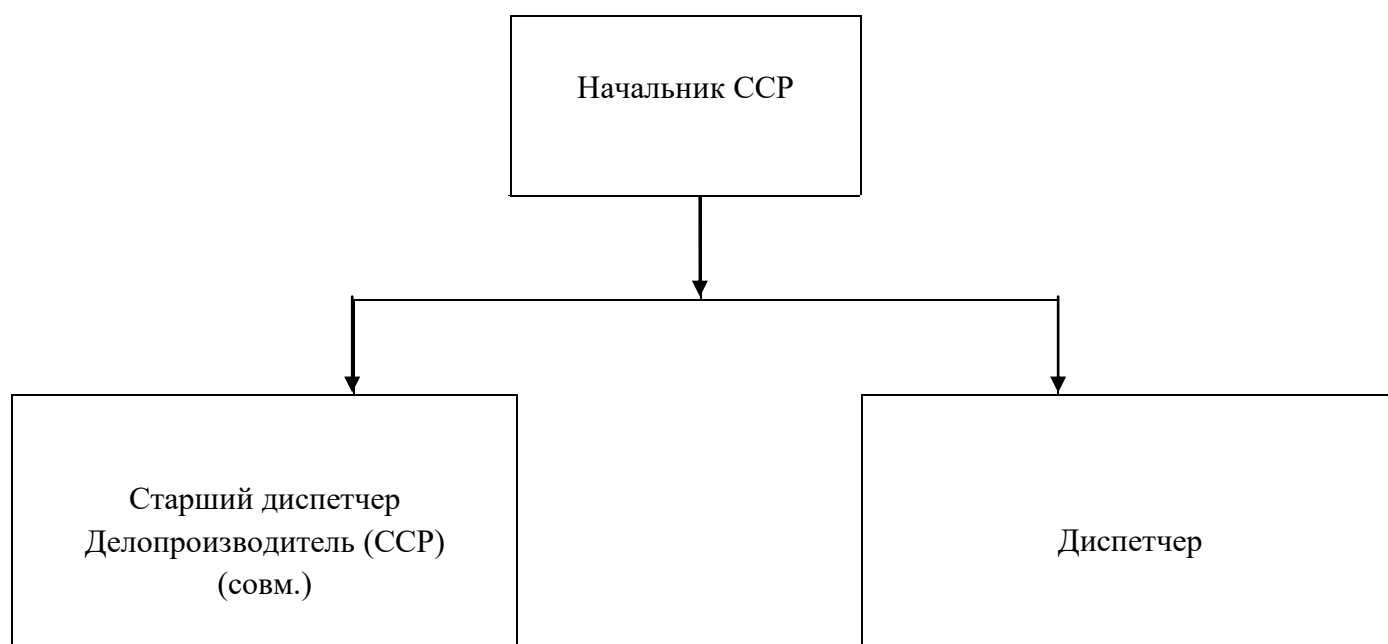 Начальник ССР
Старший диспетчер
Делопроизводитель (ССР)
(совм.)
Диспетчер